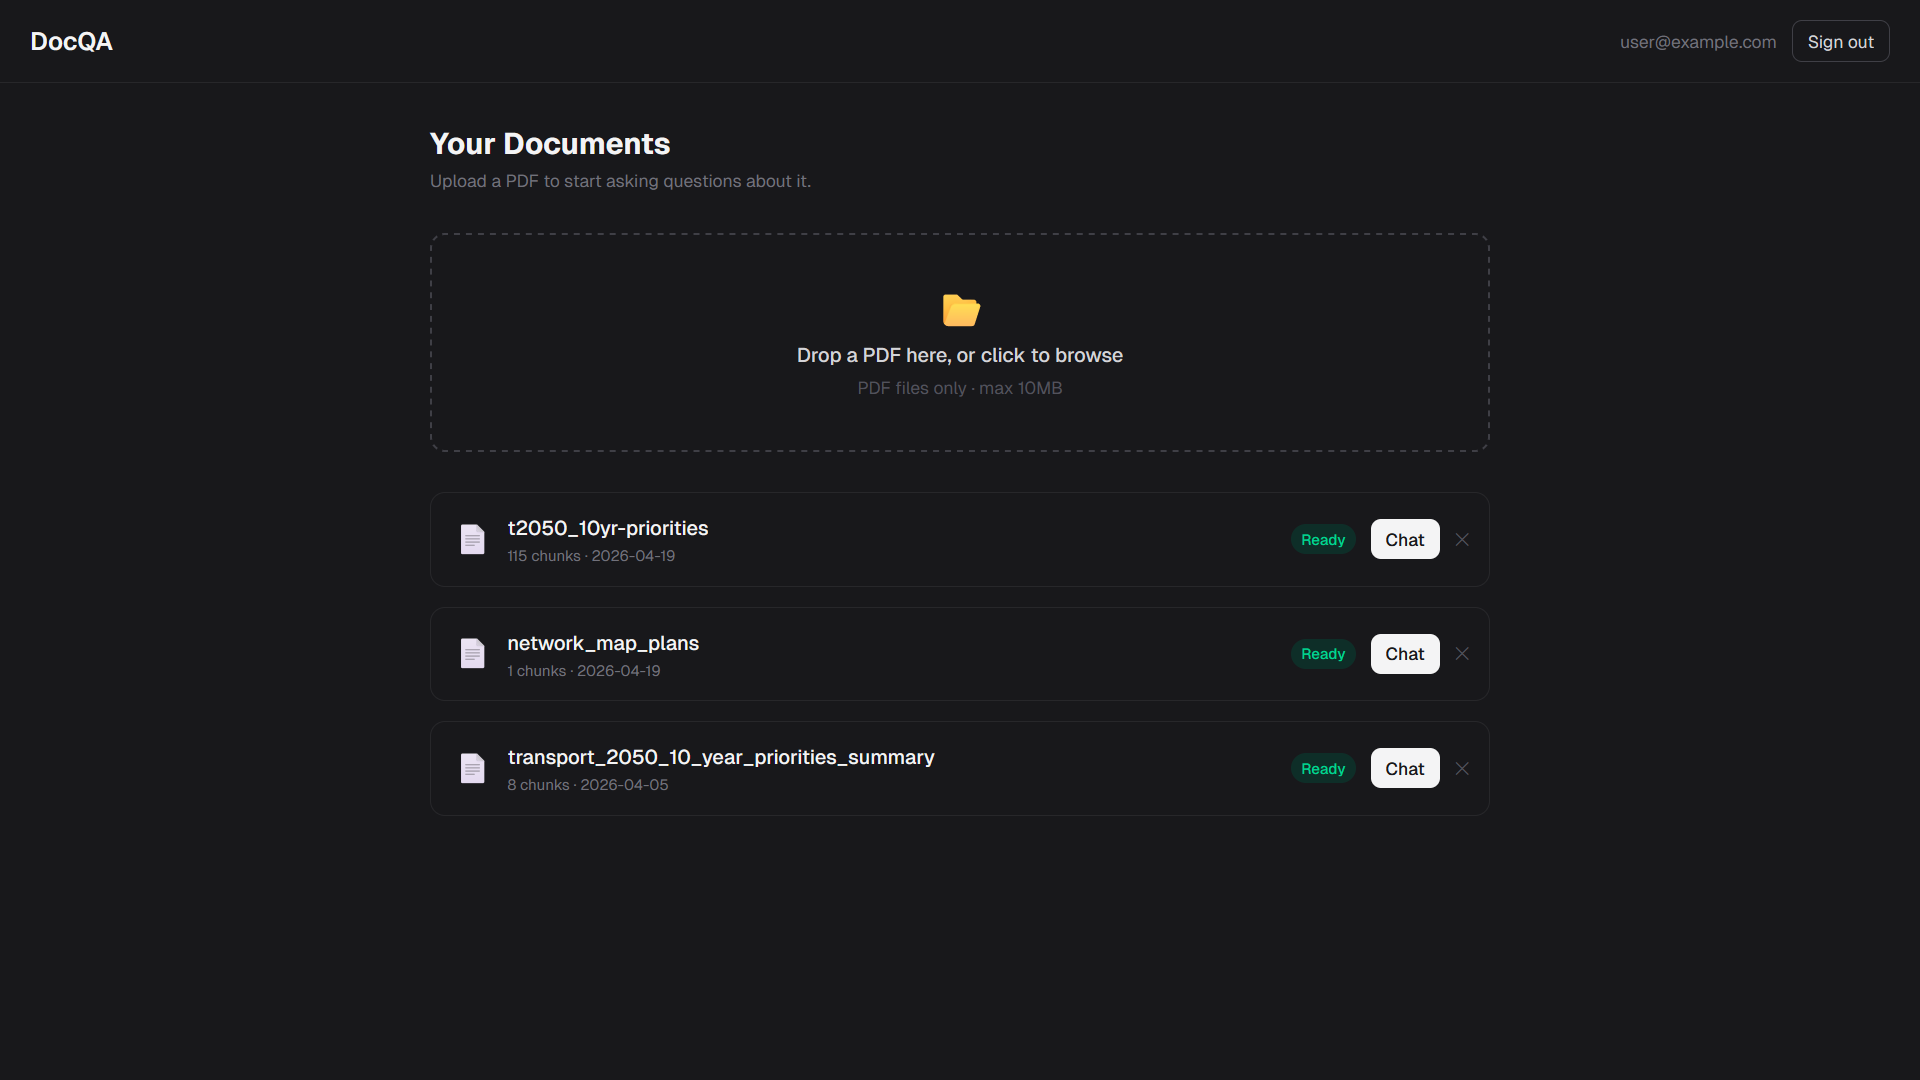 DocQA
user@example.com
Sign out
Your Documents
Upload a PDF to start asking questions about it.
Drop a PDF here, or click to browse
PDF files only · max 10MB
t2050_10yr-priorities
115 chunks · 2026-04-19
Ready
Chat
network_map_plans
1 chunks · 2026-04-19
Ready
Chat
transport_2050_10_year_priorities_summary
8 chunks · 2026-04-05
Ready
Chat